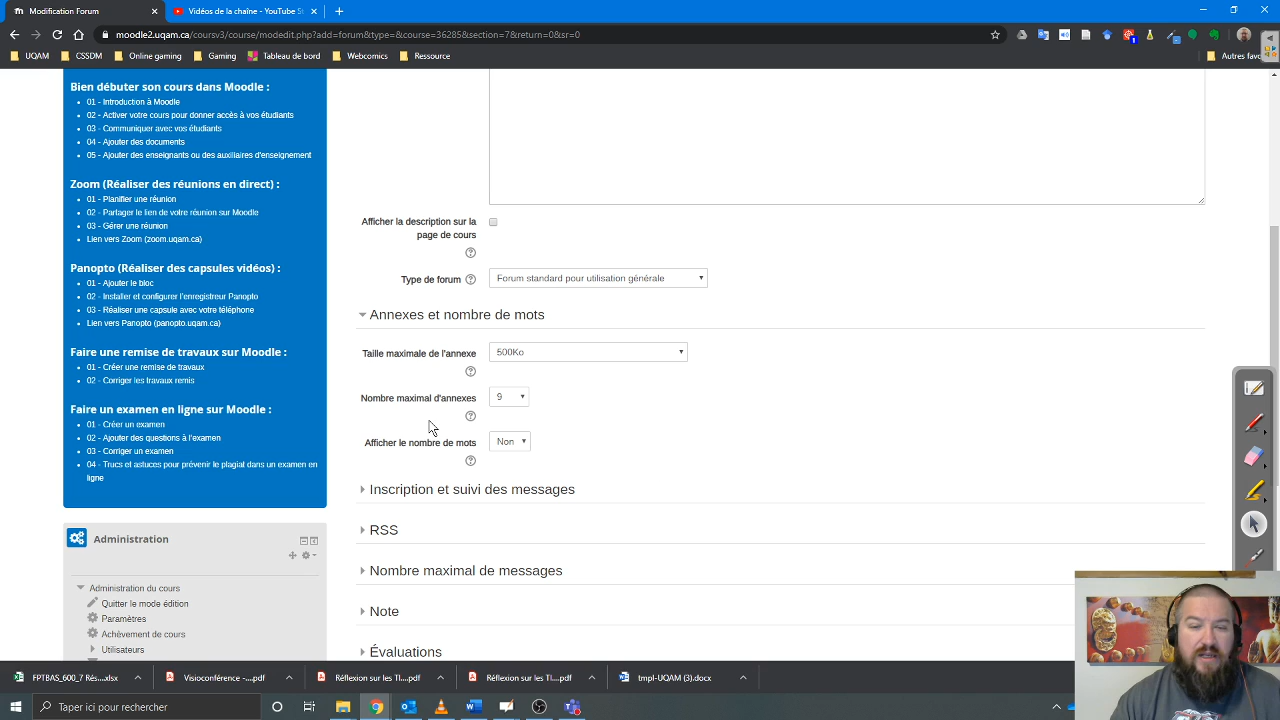 Modification Forum
Vidéos de la chaîne - YouTube St
moodle2.uqam.ca/coursv3/course/modedit.php?add=forum&type=&course=36285&section=7&return=0&sr=0
UQAM
CSSDM
Online gaming
Gaming
Tableau de bord
Webcomics
Ressource
Autres favo
Bien débuter son cours dans Moodle :
01 - Introduction à Moodle
02 - Activer votre cours pour donner accès à vos étudiants
03 - Communiquer avec vos étudiants
04 - Ajouter des documents
05 - Ajouter des enseignants ou des auxiliaires d'enseignement
Zoom (Réaliser des réunions en direct) :
01 - Planifier une réunion
02 - Partager le lien de votre réunion sur Moodle
03 - Gérer une réunion
Lien vers Zoom (zoom.uqam.ca)
Panopto (Réaliser des capsules vidéos) :
01 - Ajouter le bloc
02 - Installer et configurer l'enregistreur Panopto
03 - Réaliser une capsule avec votre téléphone
Lien vers Panopto (panopto.uqam.ca)
Faire une remise de travaux sur Moodle :
01 - Créer une remise de travaux
02 - Corriger les travaux remis
Faire un examen en ligne sur Moodle :
01 - Créer un examen
02 - Ajouter des questions à l'examen
03 - Corriger un examen
04 - Trucs et astuces pour prévenir le plagiat dans un examen en
ligne
Administration
Administration du cours
Quitter le mode édition
Paramètres
Achèvement de cours
Utilisateurs
Afficher la description sur la
page de cours
Type de forum
Forum standard pour utilisation générale
Annexes et nombre de mots
Taille maximale de l'annexe
500Ko
Nombre maximal d'annexes
9
Afficher le nombre de mots
Non
Inscription et suivi des messages
RSS
Nombre maximal de messages
Note
Évaluations
FPTBAS_600_7 Rés....xlsx
Visioconférence -....pdf
Réflexion sur les TI....pdf
Réflexion sur les TI....pdf
tmpl-UQAM (3).docx
Taper ici pour rechercher